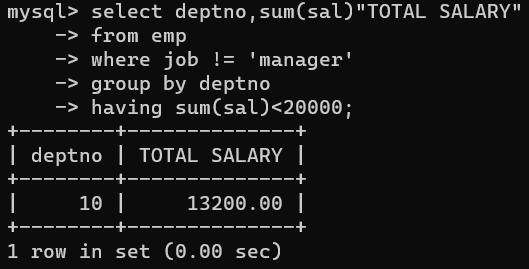 mysql> select deptno,sum(sal)"TOTAL SALARY"
    -> from emp
    -> where job != 'manager'
    -> group by deptno
    -> having sum(sal)<20000;
+--------+--------------+
| deptno | TOTAL SALARY |
+--------+--------------+
|     10 |     13200.00 |
+--------+--------------+
1 row in set (0.00 sec)